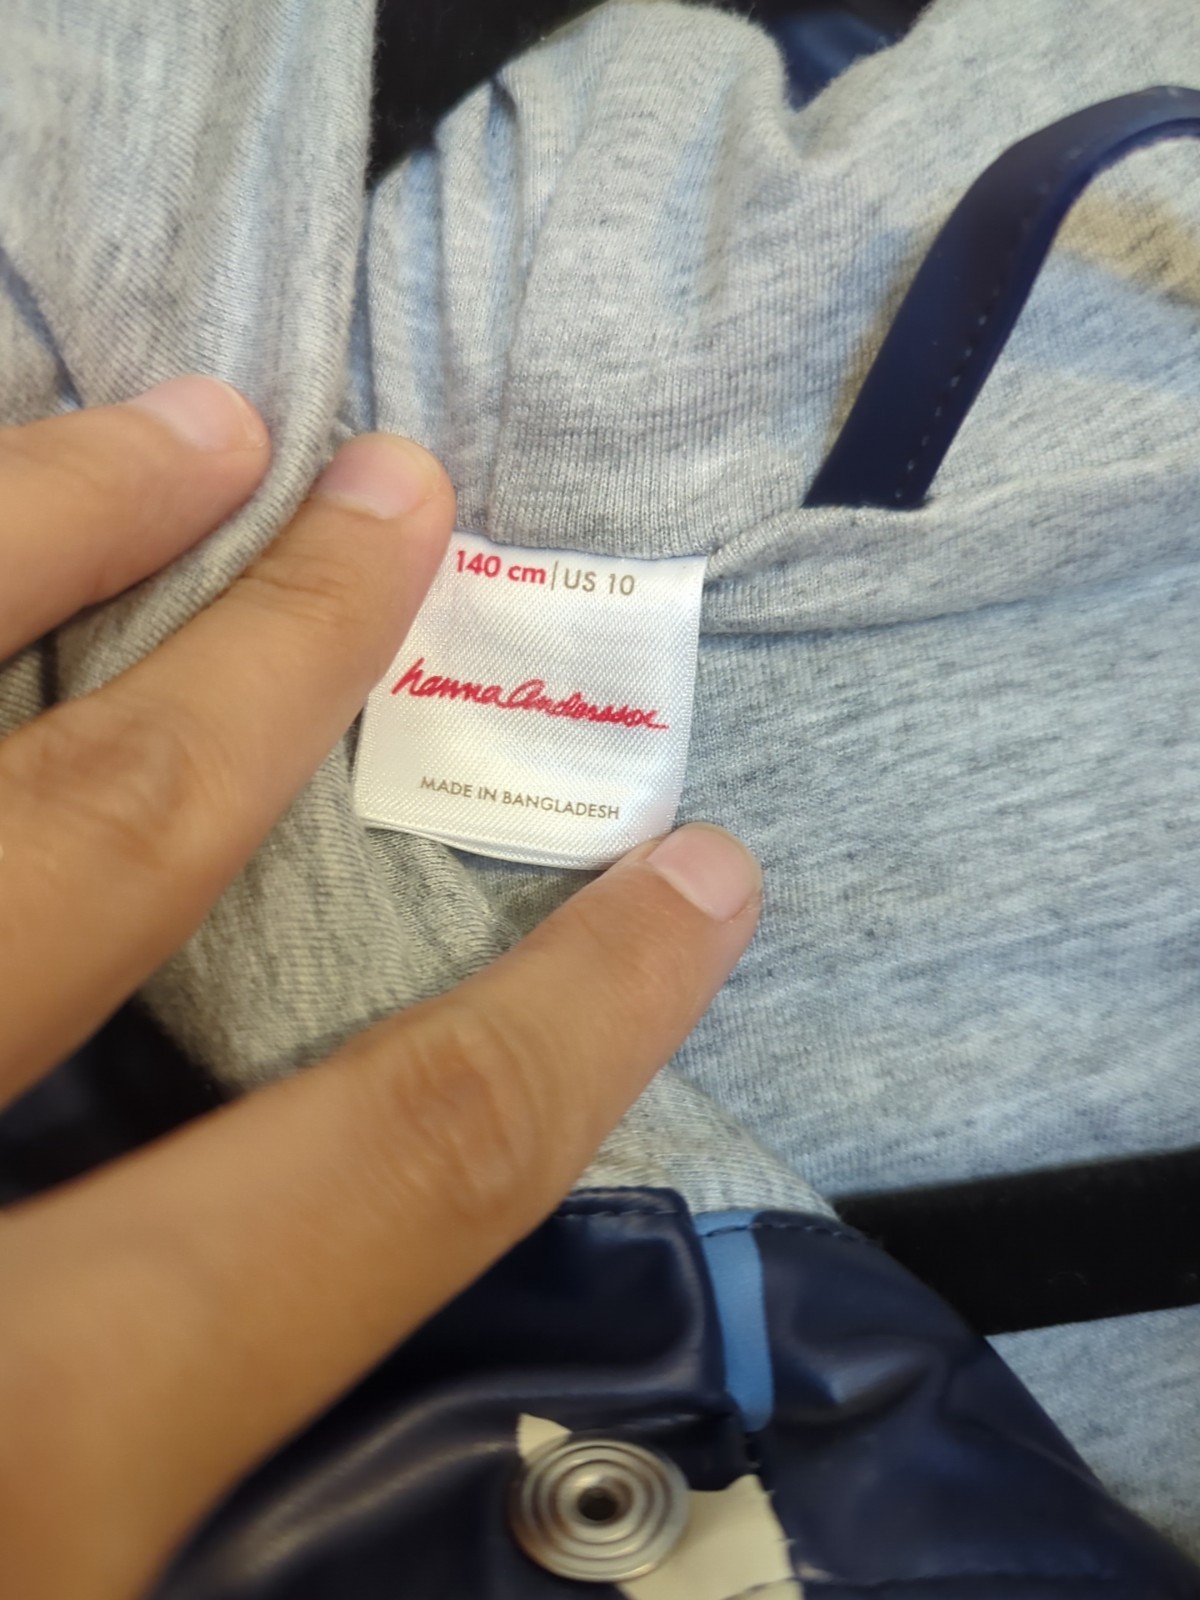 140 cm | US 10
hanna Andersson
MADE IN BANGLADESH